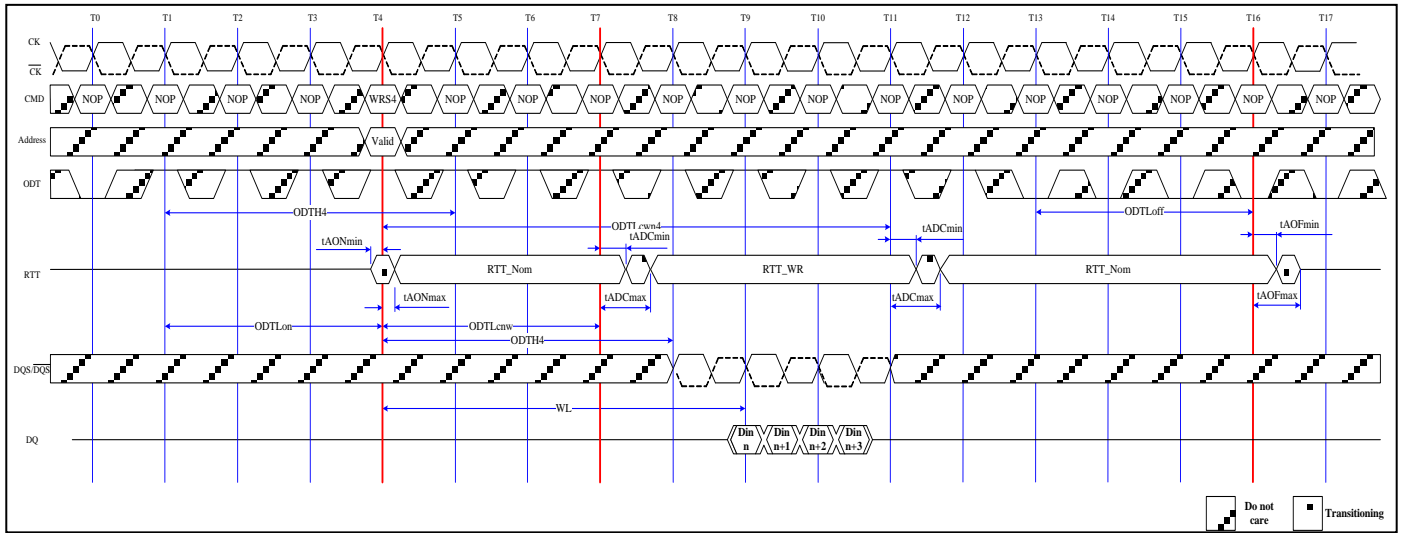 T0 T1 T2 T3 T4 T5 T6 T7 T8 T9 T10 T11 T12 T13 T14 T15 T16 T17
CK
CK
CMD NOP NOP NOP NOP WRS4 NOP NOP NOP NOP NOP NOP NOP NOP NOP NOP NOP NOP NOP
Address Valid
ODT
ODTH4 ODTLoff
ODTLcwn4
tAONmin tADCmin tADCmin tAOFmin
RTT RTT_Nom RTT_WR RTT_Nom
tAONmax tADCmax tADCmax tAOFmax
ODTLon ODTLcnw
ODTH4
DQS/DQS
WL
DQ Din n Din n+1 Din n+2 Din n+3
Do not care Transitioning